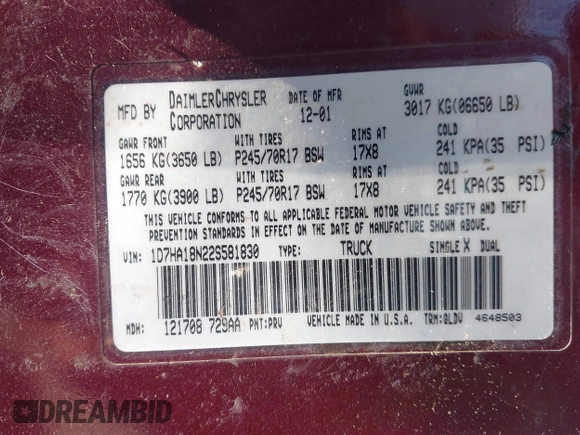 MFD BY DAIMLERCHRYSLER CORPORATION DATE OF MFR 12-01 GVWR 3017 KG(06650 LB)
GAWR FRONT WITH TIRES RIMS AT COLD
1656 KG(3650 LB) P245/70R17 BSW 17X8 241 KPA(35 PSI)
GAWR REAR WITH TIRES RIMS AT COLD
1770 KG(3900 LB) P245/70R17 BSW 17X8 241 KPA(35 PSI)
THIS VEHICLE CONFORMS TO ALL APPLICABLE FEDERAL MOTOR VEHICLE SAFETY AND THEFT
PREVENTION STANDARDS IN EFFECT ON THE DATE OF MANUFACTURE SHOWN ABOVE.
VIN: 1D7HA18N22S581830 TYPE: TRUCK SINGLE X DUAL
MDH: 121708 729AA PNT:PRV VEHICLE MADE IN U.S.A. TRM:QLDV 4648503
DREAMBID